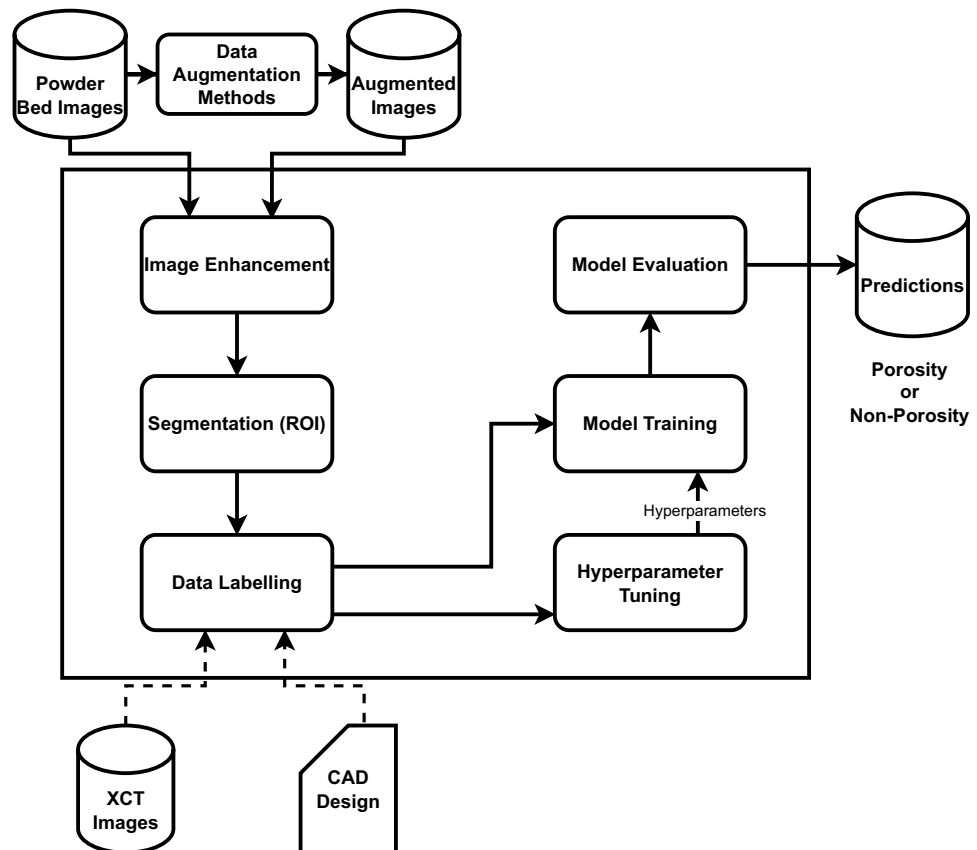 Powder
Bed Images
Data
Augmentation
Methods
Augmented
Images
Image Enhancement
Segmentation (ROI)
Data Labelling
Model Evaluation
Model Training
Hyperparameters
Hyperparameter
Tuning
Predictions
Porosity
or
Non-Porosity
XCT
Images
CAD
Design